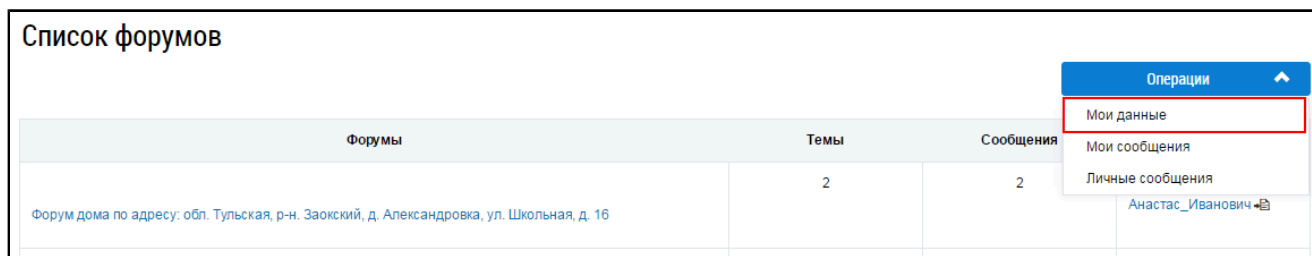 Список форумов
Операции
Мои данные
Мои сообщения
Личные сообщения
Форумы Темы Сообщения
2 2
Форум дома по адресу: обл. Тульская, р-н. Заокский, д. Александровка, ул. Школьная, д. 16
Анастас_Иванович